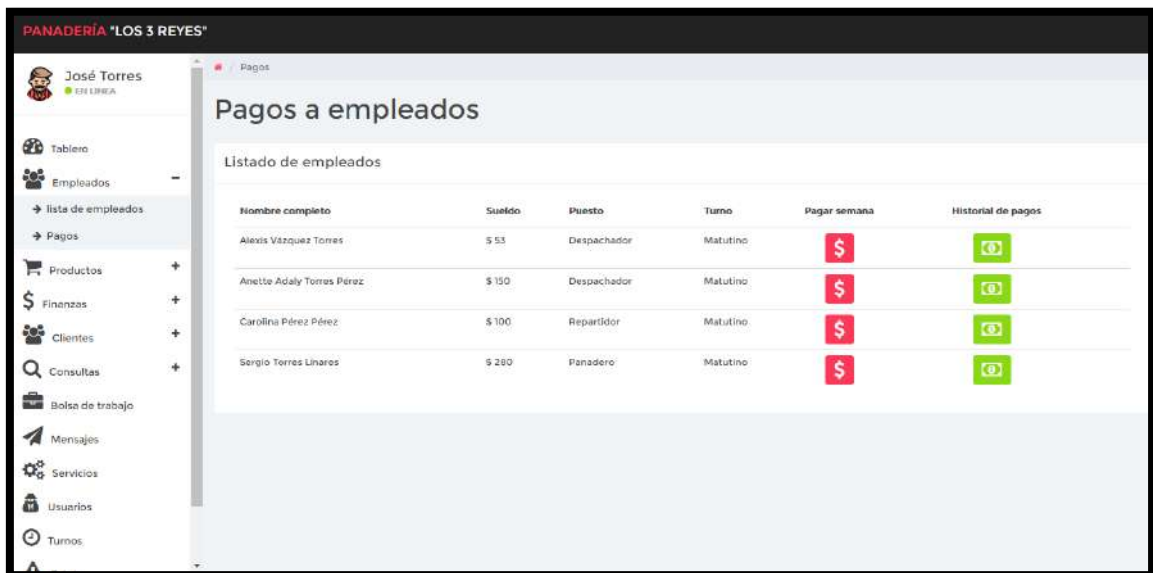 PANADERÍA "LOS 3 REYES"
José Torres
EN LINEA
Tablero
Empleados
lista de empleados
Pagos
Productos
Finanzas
Clientes
Consultas
Bolsa de trabajo
Mensajes
Servicios
Usuarios
Turnos
/ Pagos
Pagos a empleados
Listado de empleados
Nombre completo Sueldo Puesto Turno Pagar semana Historial de pagos
Alexis Vázquez Torres $ 53 Despachador Matutino
Anette Adaly Torres Pérez $ 150 Despachador Matutino
Carolina Pérez Pérez $ 100 Repartidor Matutino
Sergio Torres Linares $ 280 Panadero Matutino